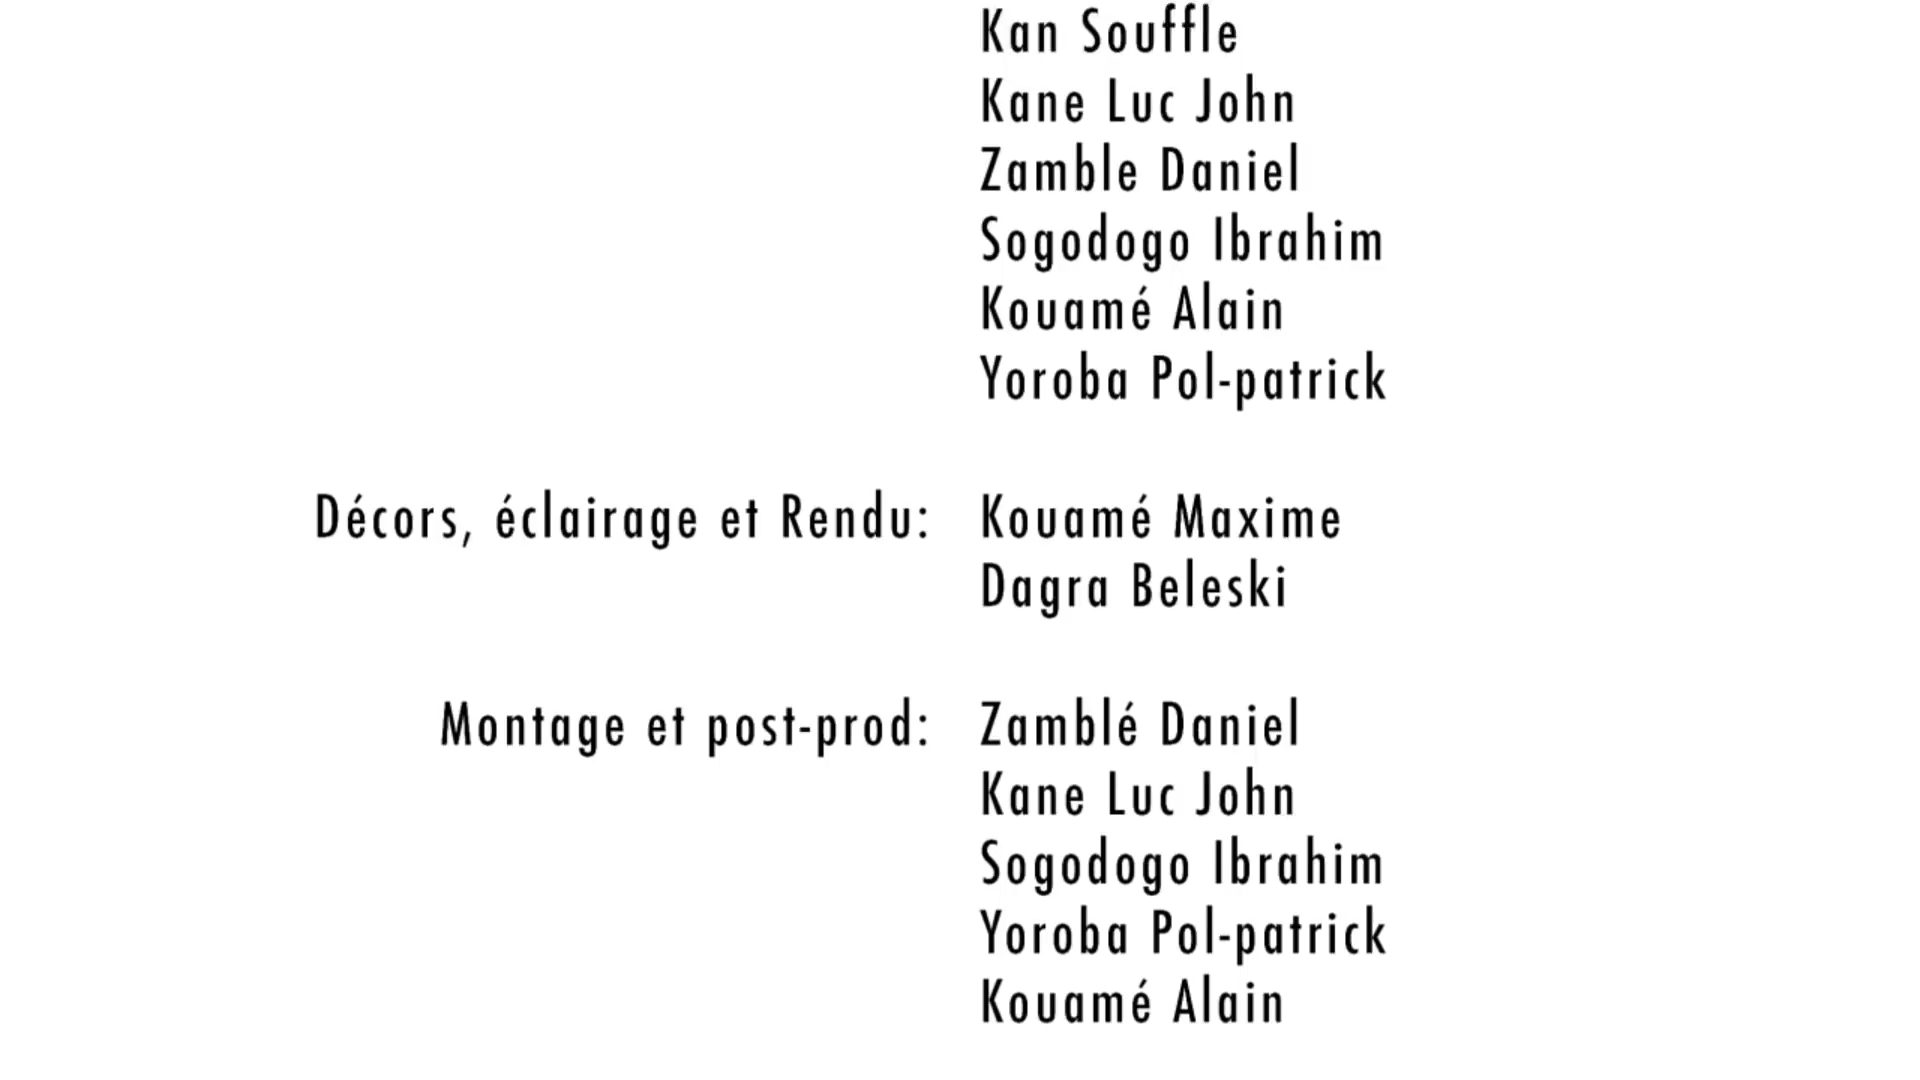 Kan Souffle
Kane Luc John
Zamble Daniel
Sogodogo Ibrahim
Kouamé Alain
Yoroba Pol-patrick
Décors, éclairage et Rendu: Kouamé Maxime
Dagra Beleski
Montage et post-prod: Zamblé Daniel
Kane Luc John
Sogodogo Ibrahim
Yoroba Pol-patrick
Kouamé Alain